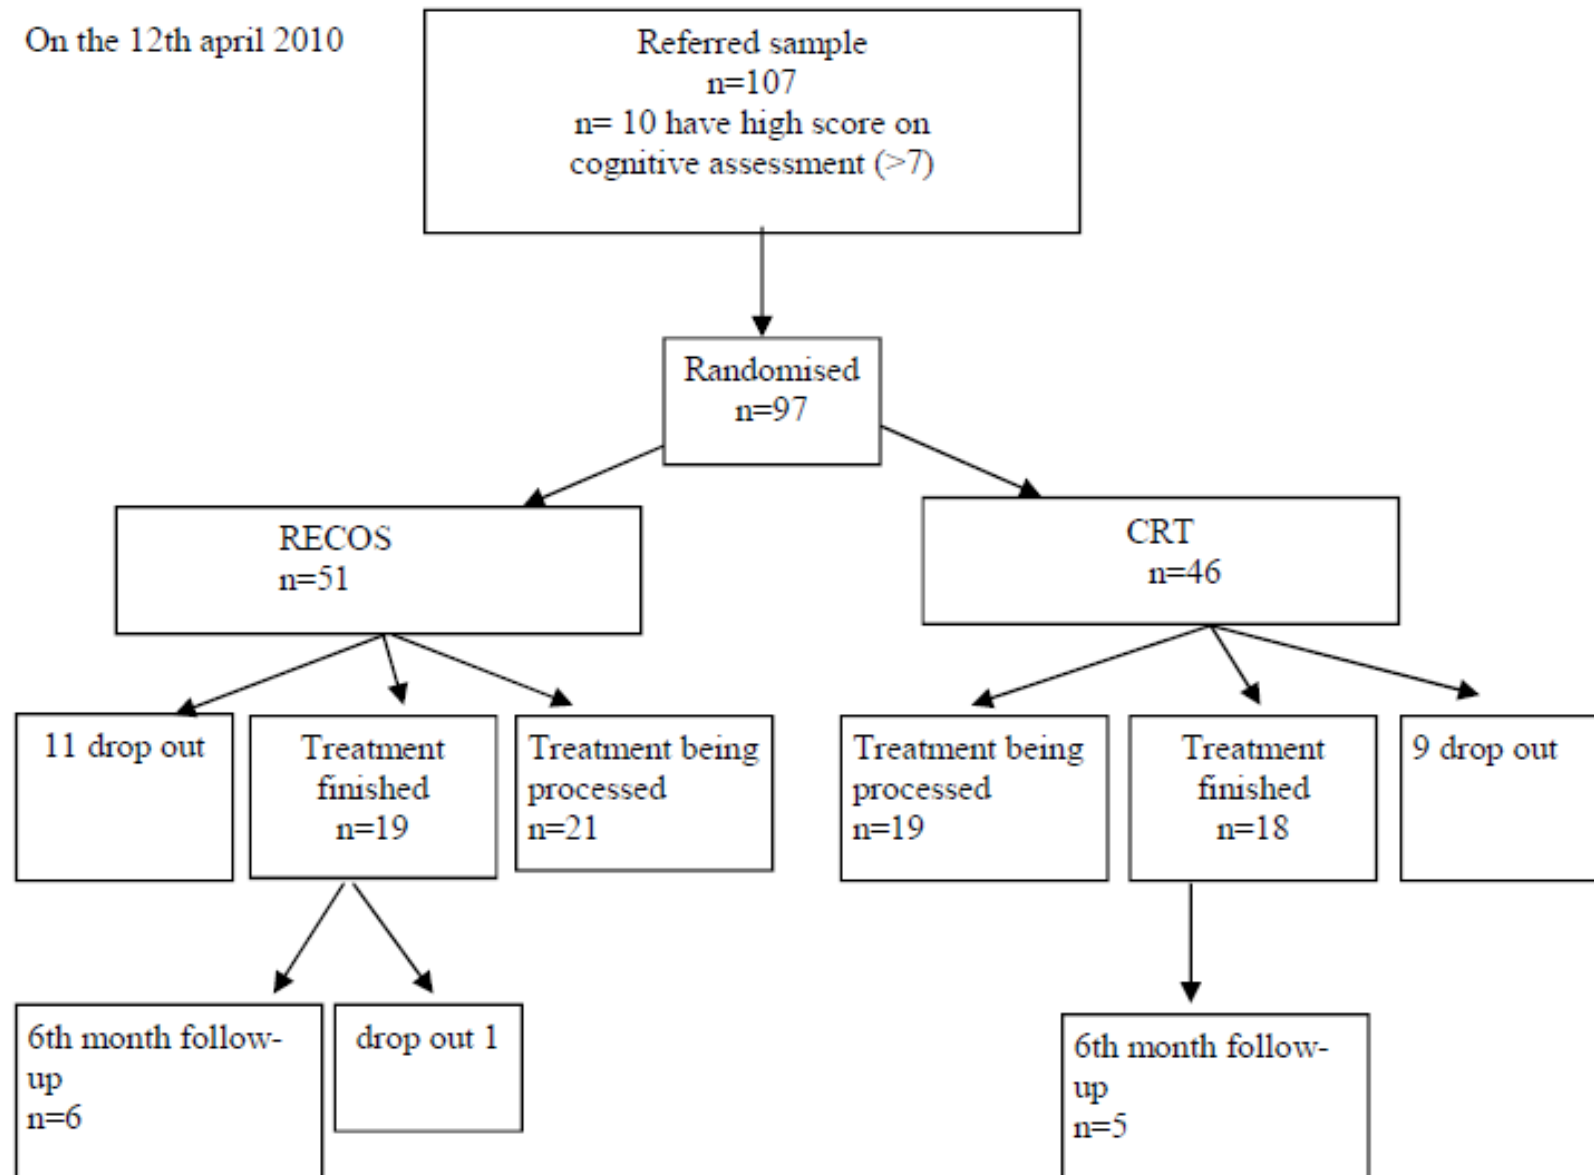 On the 12th april 2010
Referred sample
n=107
n= 10 have high score on
cognitive assessment (>7)
Randomised
n=97
RECOS
n=51
CRT
n=46
11 drop out
Treatment
finished
n=19
Treatment being
processed
n=21
Treatment being
processed
n=19
Treatment
finished
n=18
9 drop out
6th month follow-
up
n=6
drop out 1
6th month follow-
up
n=5